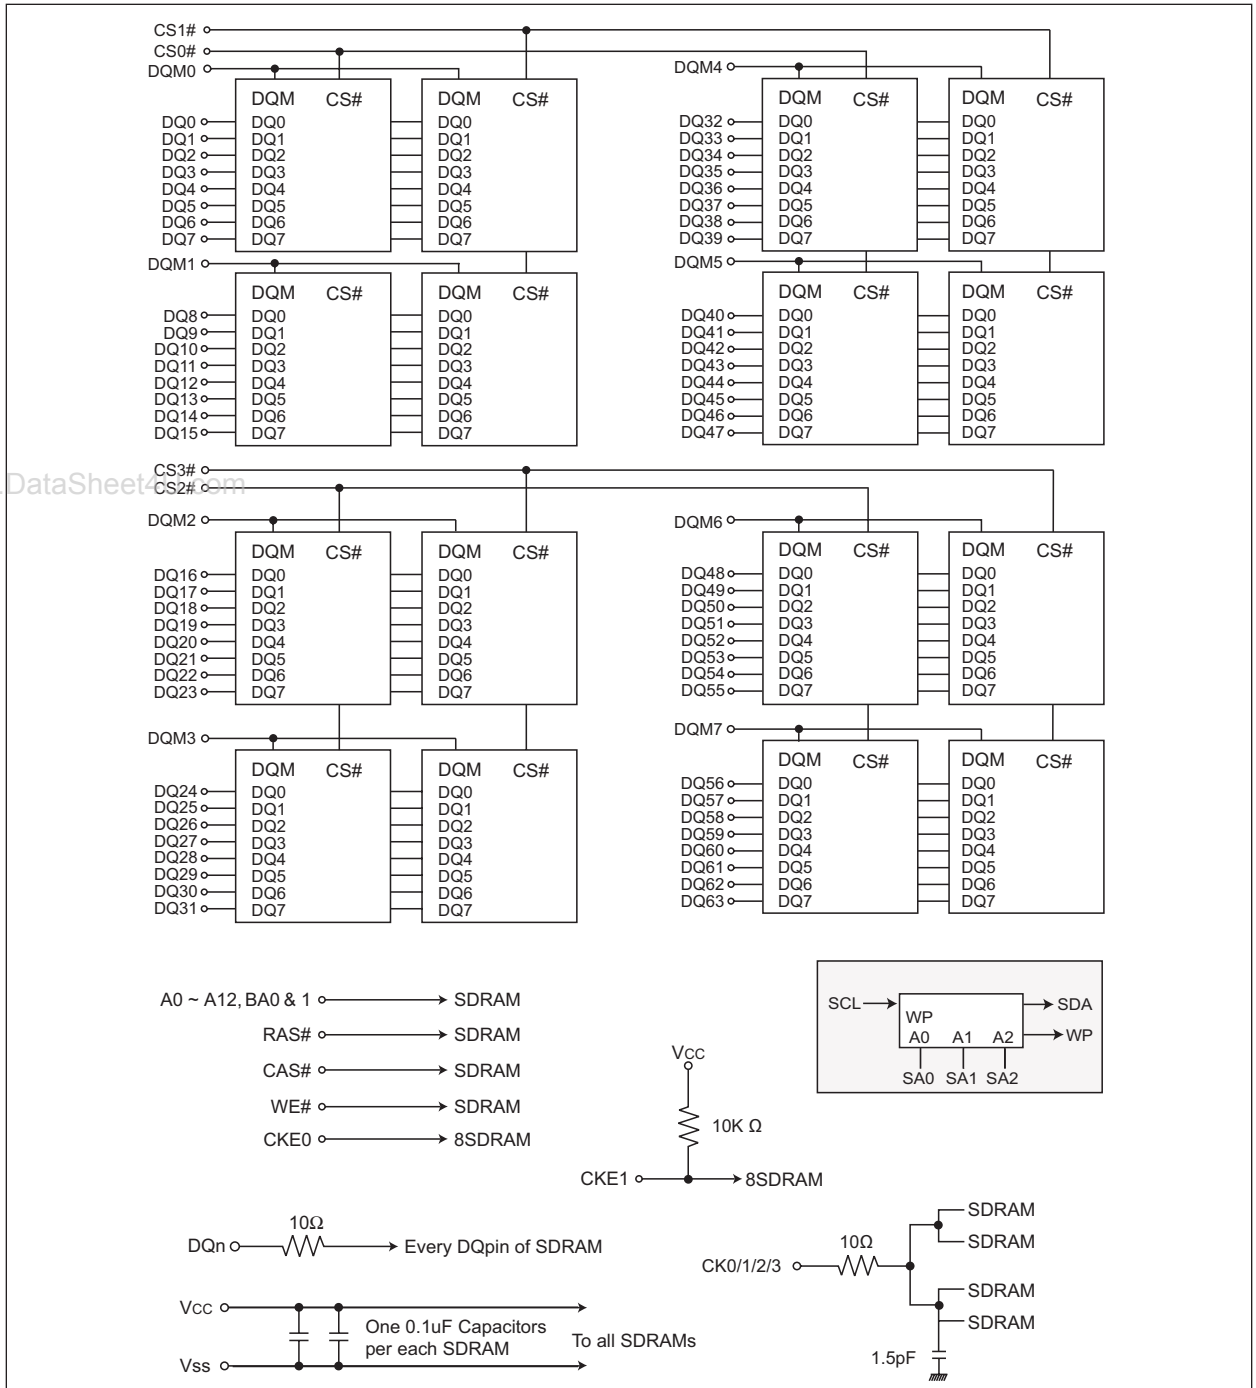 CS1#
CS0#
DQM0
DQM CS#
DQ0 DQ0
DQ1 DQ1
DQ2 DQ2
DQ3 DQ3
DQ4 DQ4
DQ5 DQ5
DQ6 DQ6
DQ7 DQ7
DQM CS#
DQ0
DQ1
DQ2
DQ3
DQ4
DQ5
DQ6
DQ7
DQM4
DQM CS#
DQ32 DQ0
DQ33 DQ1
DQ34 DQ2
DQ35 DQ3
DQ36 DQ4
DQ37 DQ5
DQ38 DQ6
DQ39 DQ7
DQM CS#
DQ0
DQ1
DQ2
DQ3
DQ4
DQ5
DQ6
DQ7
DQM1
DQM CS#
DQ8 DQ0
DQ9 DQ1
DQ10 DQ2
DQ11 DQ3
DQ12 DQ4
DQ13 DQ5
DQ14 DQ6
DQ15 DQ7
DQM CS#
DQ0
DQ1
DQ2
DQ3
DQ4
DQ5
DQ6
DQ7
DQM5
DQM CS#
DQ40 DQ0
DQ41 DQ1
DQ42 DQ2
DQ43 DQ3
DQ44 DQ4
DQ45 DQ5
DQ46 DQ6
DQ47 DQ7
DQM CS#
DQ0
DQ1
DQ2
DQ3
DQ4
DQ5
DQ6
DQ7
CS3#
.DataSheet4U.com
CS2#
DQM2
DQM CS#
DQ16 DQ0
DQ17 DQ1
DQ18 DQ2
DQ19 DQ3
DQ20 DQ4
DQ21 DQ5
DQ22 DQ6
DQ23 DQ7
DQM CS#
DQ0
DQ1
DQ2
DQ3
DQ4
DQ5
DQ6
DQ7
DQM6
DQM CS#
DQ48 DQ0
DQ49 DQ1
DQ50 DQ2
DQ51 DQ3
DQ52 DQ4
DQ53 DQ5
DQ54 DQ6
DQ55 DQ7
DQM CS#
DQ0
DQ1
DQ2
DQ3
DQ4
DQ5
DQ6
DQ7
DQM3
DQM CS#
DQ24 DQ0
DQ25 DQ1
DQ26 DQ2
DQ27 DQ3
DQ28 DQ4
DQ29 DQ5
DQ30 DQ6
DQ31 DQ7
DQM CS#
DQ0
DQ1
DQ2
DQ3
DQ4
DQ5
DQ6
DQ7
DQM7
DQM CS#
DQ56 DQ0
DQ57 DQ1
DQ58 DQ2
DQ59 DQ3
DQ60 DQ4
DQ61 DQ5
DQ62 DQ6
DQ63 DQ7
DQM CS#
DQ0
DQ1
DQ2
DQ3
DQ4
DQ5
DQ6
DQ7
A0 ~ A12, BA0 & 1 SDRAM
RAS# SDRAM
CAS# SDRAM
WE# SDRAM
CKE0 8SDRAM
Vcc
10K Ω
CKE1 8SDRAM
SCL SDA
WP
WP
A0 A1 A2
SA0 SA1 SA2
10Ω
DQn Every DQpin of SDRAM
10Ω
CK0/1/2/3
SDRAM
SDRAM
SDRAM
SDRAM
1.5pF
Vcc
One 0.1uF Capacitors
per each SDRAM
To all SDRAMs
Vss